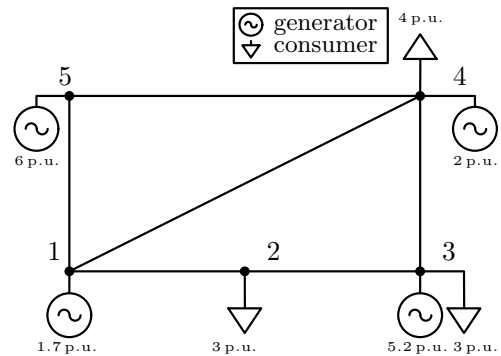 generator
consumer
4 p.u.
5
4
6 p.u.
2 p.u.
1
2
3
1.7 p.u.
3 p.u.
5.2 p.u.
3 p.u.